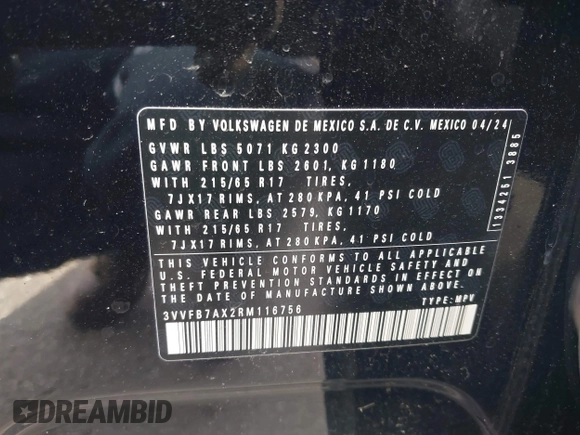 MFD BY VOLKSWAGEN DE MEXICO S.A. DE C.V. MEXICO 04/24
GVWR LBS 5071 KG 2300
GAWR FRONT LBS 2601, KG 1180
WITH 215/65 R17 TIRES,
7JX17 RIMS, AT 280 KPA, 41 PSI COLD
GAWR REAR LBS 2579, KG 1170
WITH 215/65 R17 TIRES,
7JX17 RIMS, AT 280 KPA, 41 PSI COLD
THIS VEHICLE CONFORMS TO ALL APPLICABLE
U.S. FEDERAL MOTOR VEHICLE SAFETY AND
THEFT PREVENTION STANDARDS IN EFFECT ON
THE DATE OF MANUFACTURE SHOWN ABOVE.
3VVFB7AX2RM116756 TYPE: MPV
1334251 3885
DREAMBID